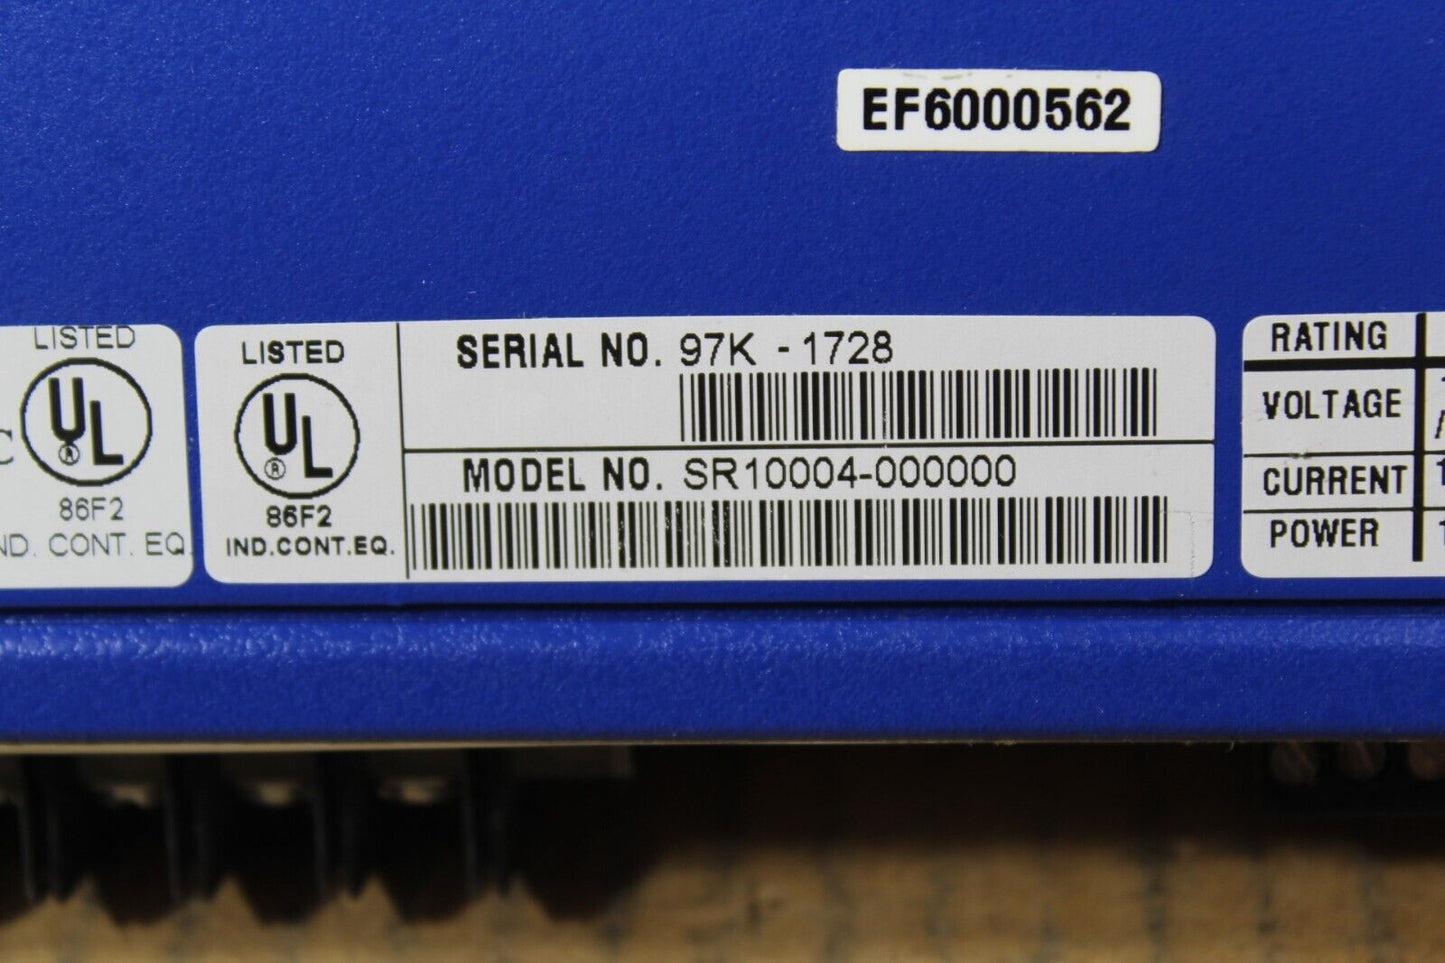 EF6000562
LISTED
UL
®
86F2
IND. CONT. EQ.
LISTED
UL
®
86F2
IND.CONT.EQ.
SERIAL NO. 97K - 1728
MODEL NO. SR10004-000000
RATING
VOLTAGE
CURRENT
POWER